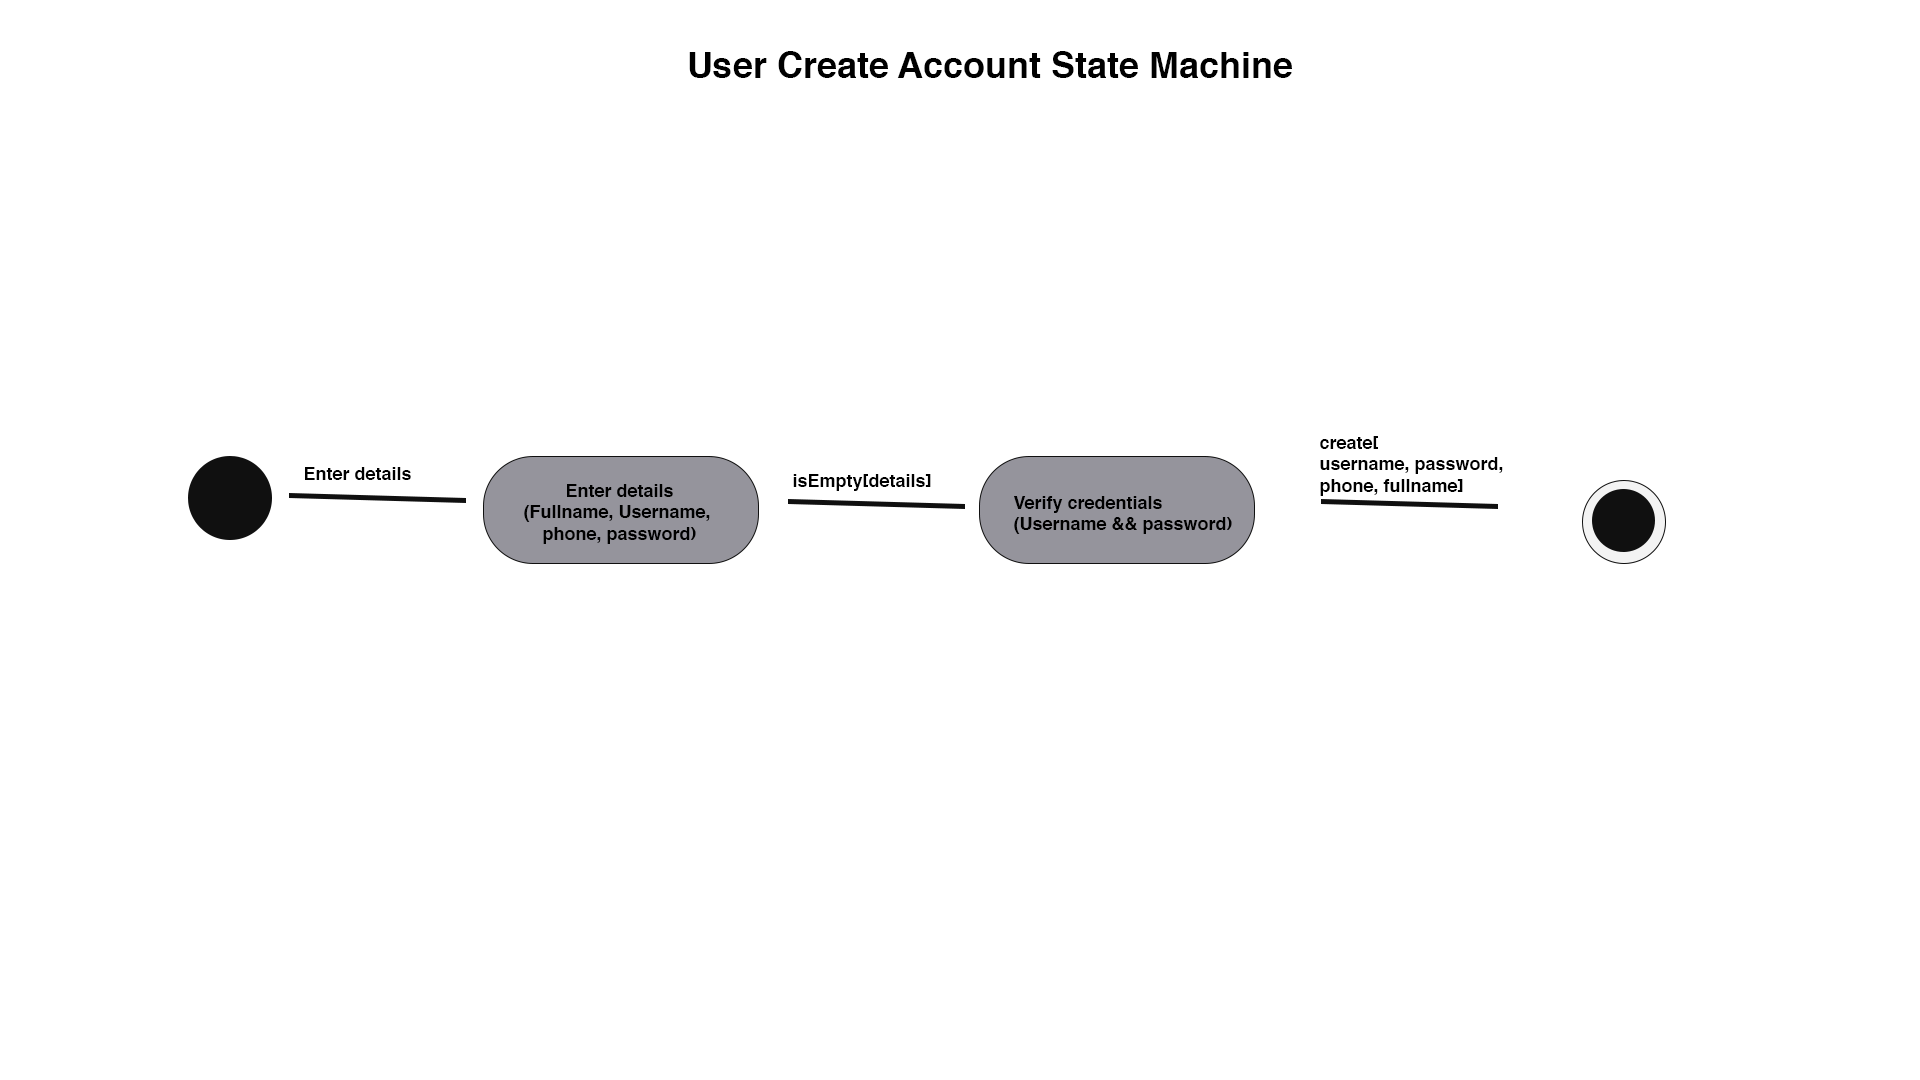 User Create Account State Machine
Enter details
Enter details
(Fullname, Username,
phone, password)
isEmpty[details]
Verify credentials
(Username && password)
create[
username, password,
phone, fullname]